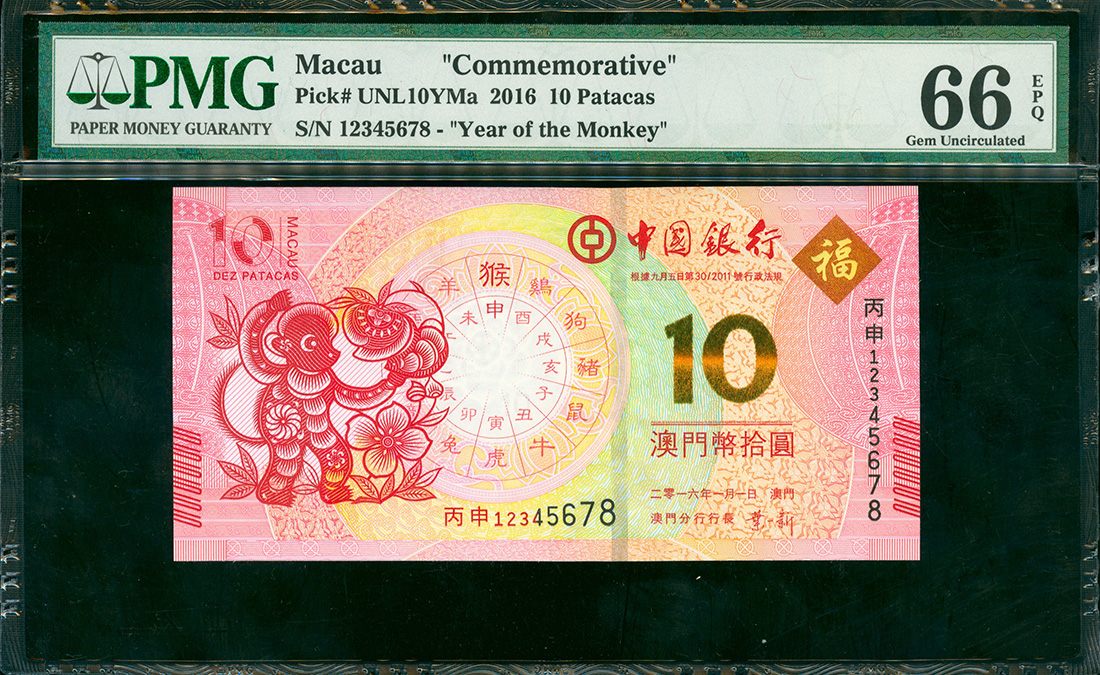 PMG
PAPER MONEY GUARANTY
Macau "Commemorative"
Pick# UNL10YMa 2016 10 Patacas
S/N 12345678 - "Year of the Monkey"
66
EPQ
Gem Uncirculated
10
MACAU
DEZ PATACAS
中國銀行
根據九月五日第30/2011號行政法規
福
猴
雞
狗
豬
鼠
牛
虎
兔
羊
申
酉
戌
亥
子
丑
寅
卯
辰
未
10
澳門幣拾圓
二零一六年一月一日 澳門
澳門分行行長
丙申12345678
丙申12345678